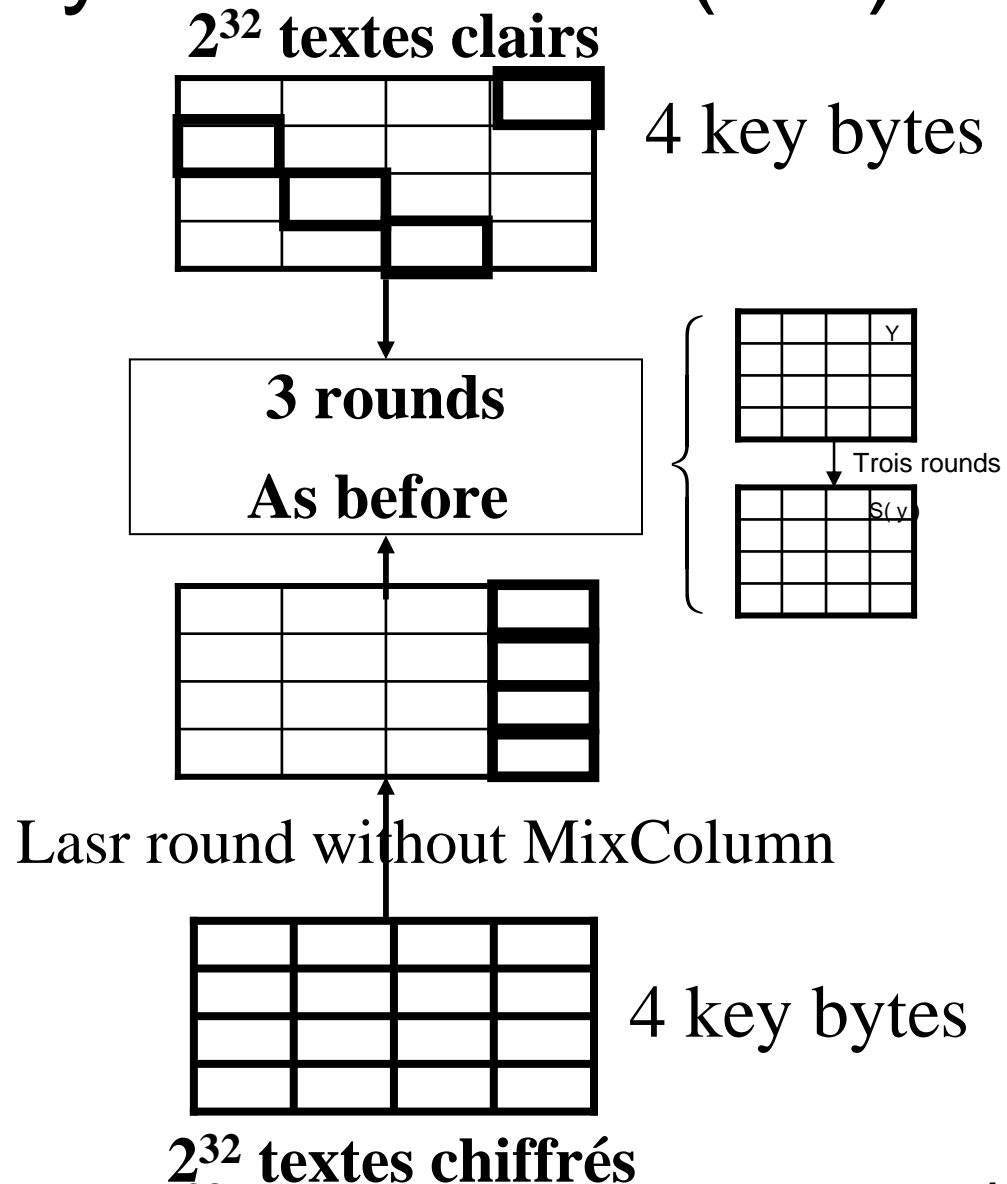 2³² textes clairs
4 key bytes
3 rounds
As before
Y
Trois rounds
S( y )
Lasr round without MixColumn
4 key bytes
2³² textes chiffrés